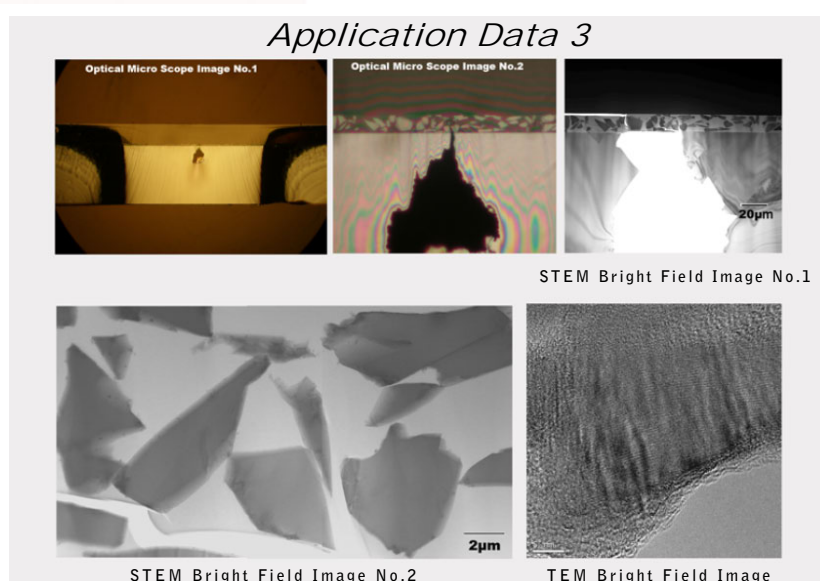 Application Data 3
Optical Micro Scope Image No.1
Optical Micro Scope Image No.2
20μm
STEM Bright Field Image No.1
2μm
STEM Bright Field Image No.2
TEM Bright Field Image